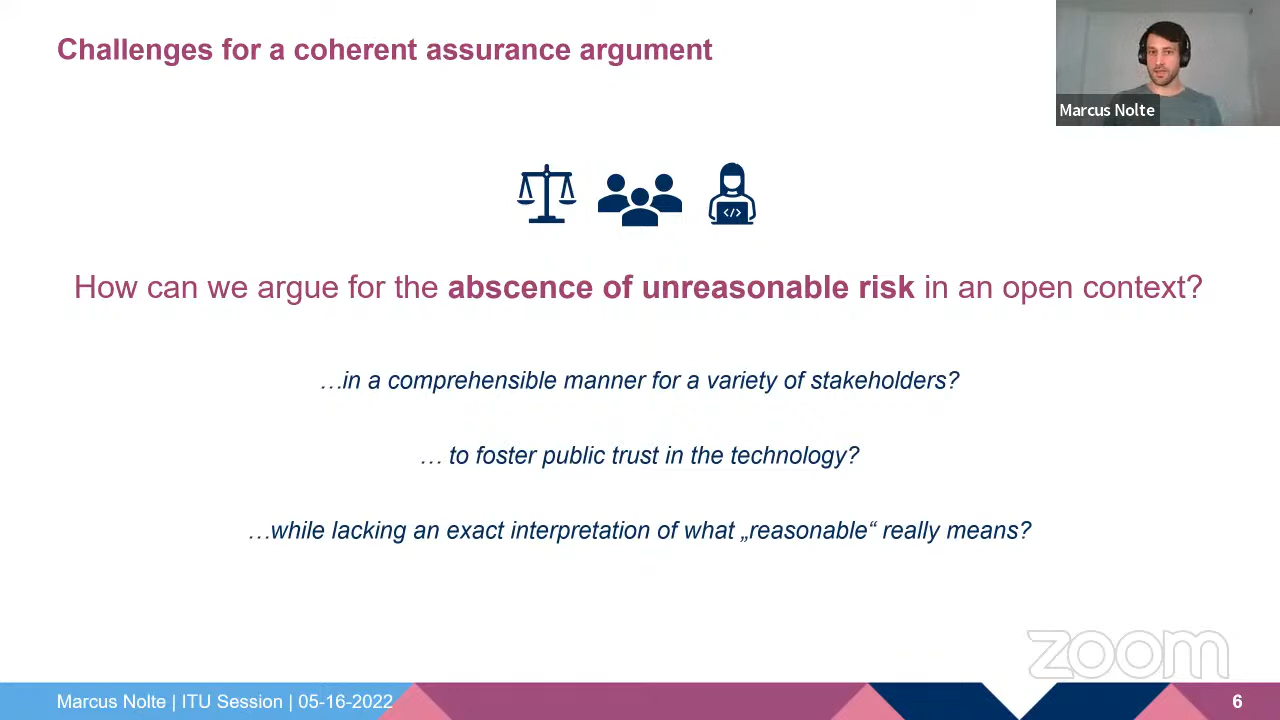 Challenges for a coherent assurance argument
Marcus Nolte
</>
How can we argue for the abscence of unreasonable risk in an open context?
…in a comprehensible manner for a variety of stakeholders?
… to foster public trust in the technology?
…while lacking an exact interpretation of what „reasonable“ really means?
zoom
Marcus Nolte | ITU Session | 05-16-2022
6